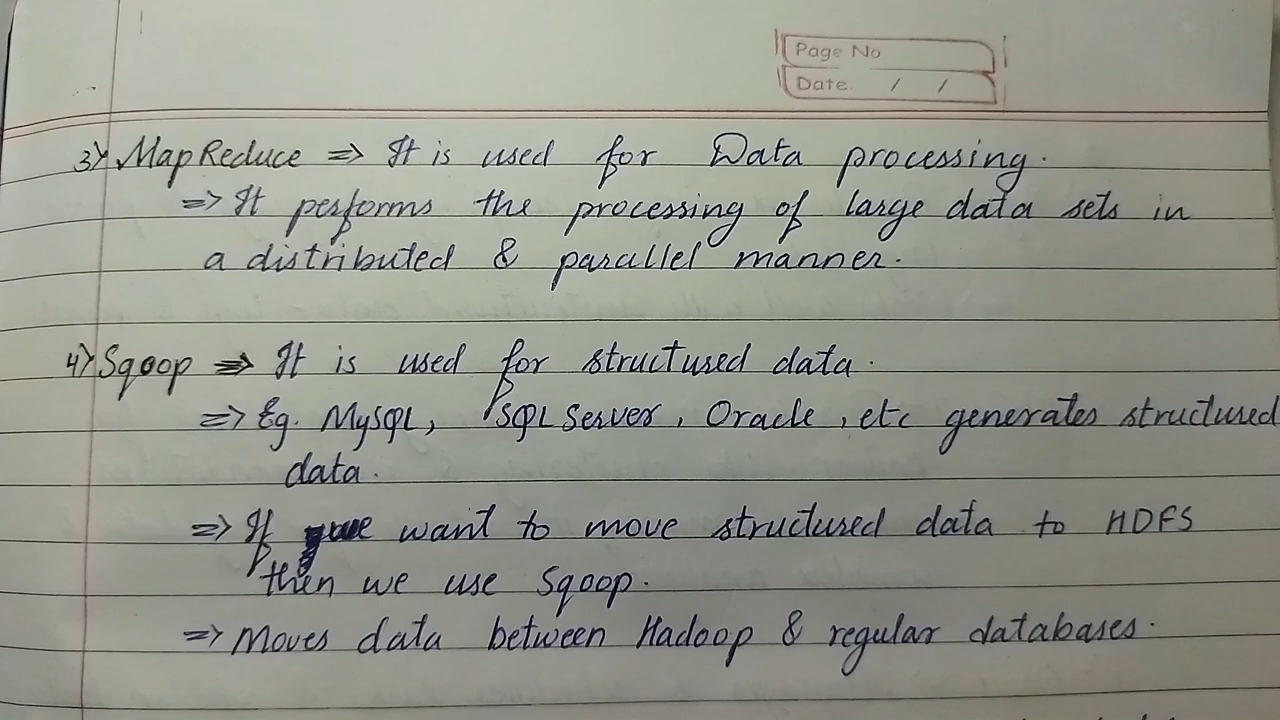 Page No
Date / /
3) MapReduce => It is used for Data processing.
=> It performs the processing of large data sets in
a distributed & parallel manner.
4) Sqoop => It is used for structured data.
=> Eg. MySQL, SQL Server, Oracle, etc generates structured
data.
=> If we want to move structured data to HDFS
then we use Sqoop.
=> Moves data between Hadoop & regular databases.